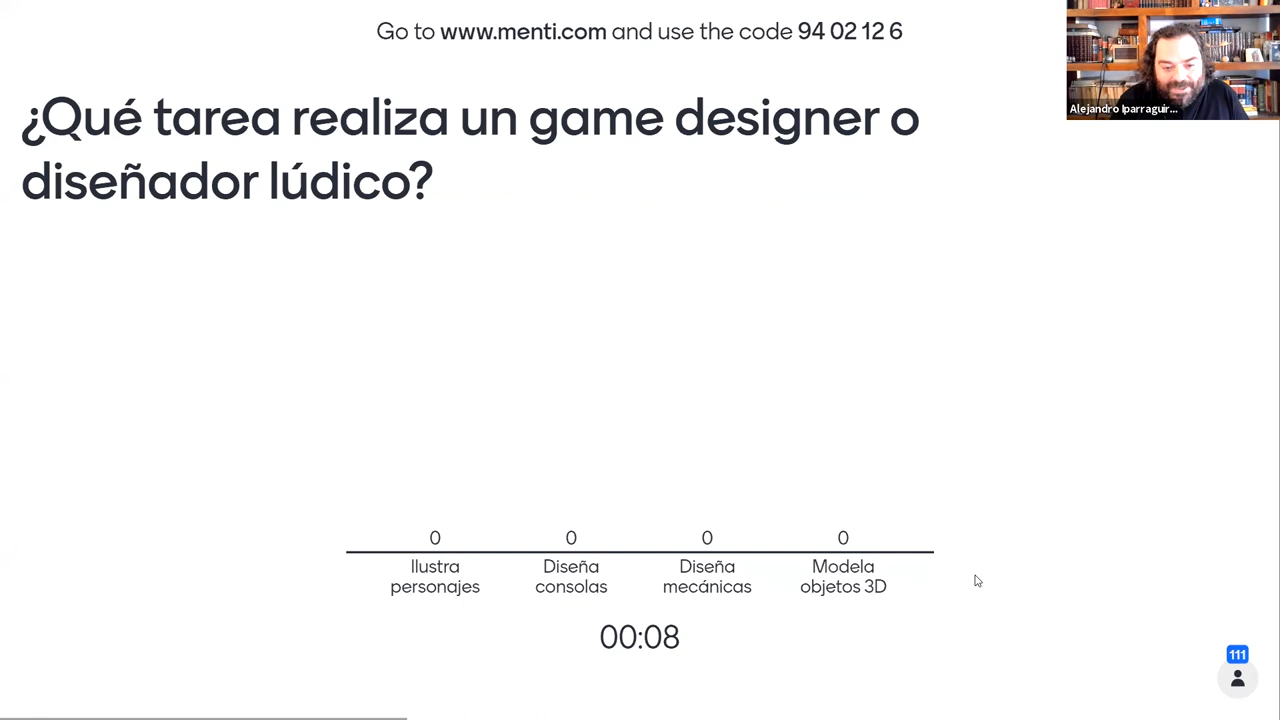 Go to www.menti.com and use the code 94 02 12 6
Alejandro Iparraguir...
¿Qué tarea realiza un game designer o
diseñador lúdico?
0 0 0 0
Ilustra personajes
Diseña consolas
Diseña mecánicas
Modela objetos 3D
00:08
111